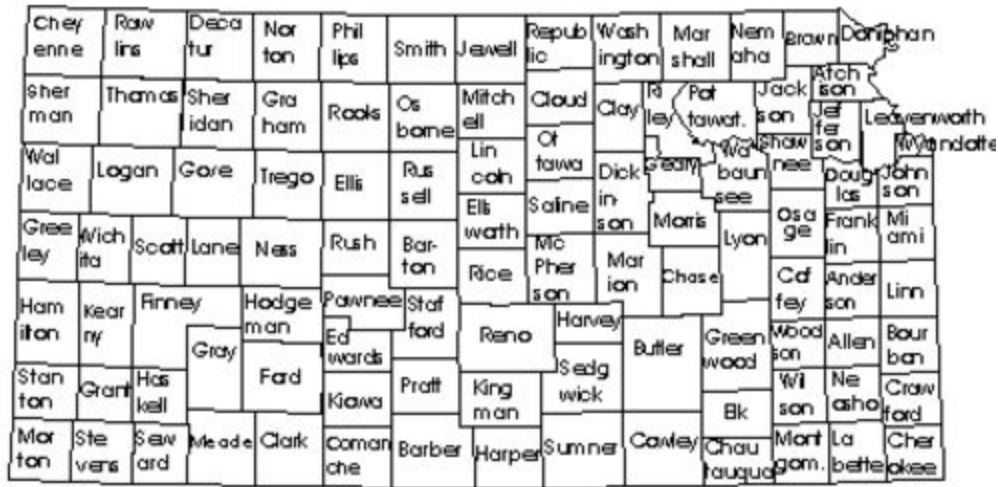 Chey
enne
Raw
lins
Deca
tur
Nor
ton
Phil
lips
Smith
Jewell
Repub
lic
Wash
ington
Mar
shall
Nem
aha
Brown
Doniphan
Sher
man
Thomas
Sher
idan
Gra
ham
Rooks
Os
borne
Mitch
ell
Cloud
Clay
Ri
ley
Pot
tawat.
Jack
son
Atch
son
Jef
fer
son
Leavenworth
Wyandotte
Wal
lace
Logan
Gove
Trego
Ellis
Rus
sell
Lin
coln
Ot
tawa
Dick
in-
son
Geary
Wa
baun
see
Shaw
nee
Doug
las
John
son
Gree
ley
Wich
ita
Scott
Lane
Ness
Rush
Bar-
ton
Ells
worth
Saline
Morris
Lyon
Osa
ge
Frank
lin
Mi
ami
Rice
Mc
Pher
son
Mar
ion
Chase
Cof
fey
Ander
son
Linn
Ham
ilton
Kear
ny
Finney
Hodge
man
Pawnee
Staf
ford
Reno
Harvey
Butler
Green
wood
Wood
son
Allen
Bour
ban
Gray
Ford
Ed
wards
Sedg
wick
Stan
ton
Grant
Has
kell
Kiowa
Pratt
King
man
Elk
Wil
son
Ne
osho
Craw
ford
Mor
ton
Ste
vens
Sew
ard
Meade
Clark
Coman
che
Barber
Harper
Sumner
Cowley
Chau
tauqua
Mont
gom.
La
bette
Cher
okee